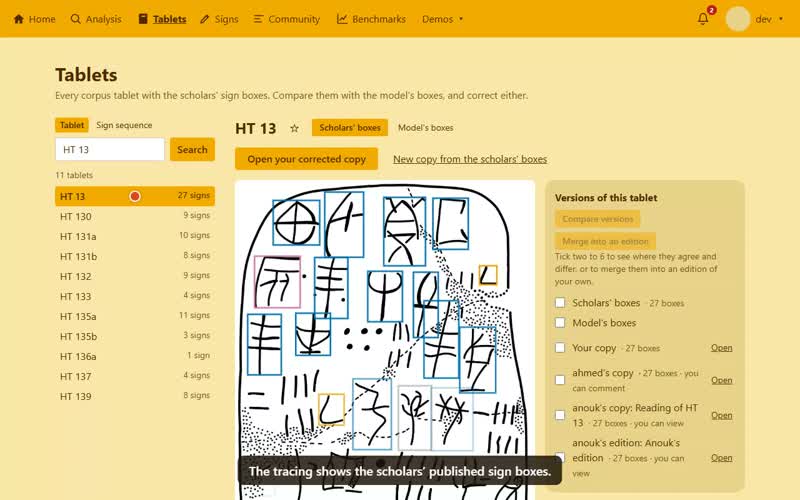 Home Analysis Tablets Signs Community Benchmarks Demos 2 dev
Tablets
Every corpus tablet with the scholars' sign boxes. Compare them with the model's boxes, and correct either.
Tablet Sign sequence
HT 13 Search
11 tablets
HT 13 27 signs
HT 130 9 signs
HT 131a 10 signs
HT 131b 8 signs
HT 132 9 signs
HT 133 4 signs
HT 135a 11 signs
HT 135b 3 signs
HT 136a 1 sign
HT 137 4 signs
HT 139 8 signs
HT 13 ☆ Scholars' boxes Model's boxes
Open your corrected copy New copy from the scholars' boxes
Versions of this tablet
Compare versions
Merge into an edition
Tick two to 6 to see where they agree and
differ, or to merge them into an edition of
your own.
Scholars' boxes · 27 boxes
Model's boxes
Your copy · 27 boxes Open
ahmed's copy · 27 boxes · you
can comment Open
anouk's copy: Reading of HT
13 · 27 boxes · you can view Open
anouk's edition: Anouk's
edition · 27 boxes · you can Open
view
The tracing shows the scholars' published sign boxes.